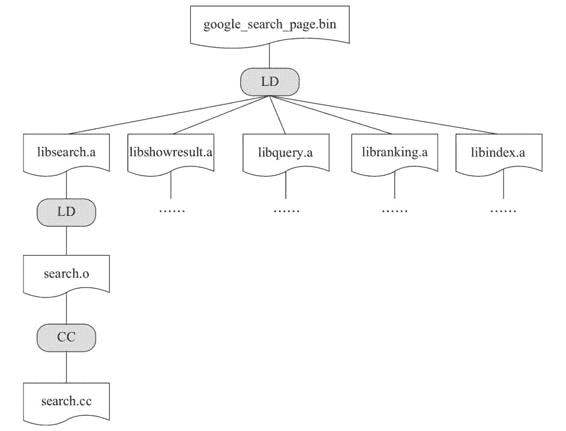 google_search_page.bin
LD
libsearch.a
libshowresult.a
libquery.a
libranking.a
libindex.a
LD
......
......
......
......
search.o
CC
search.cc